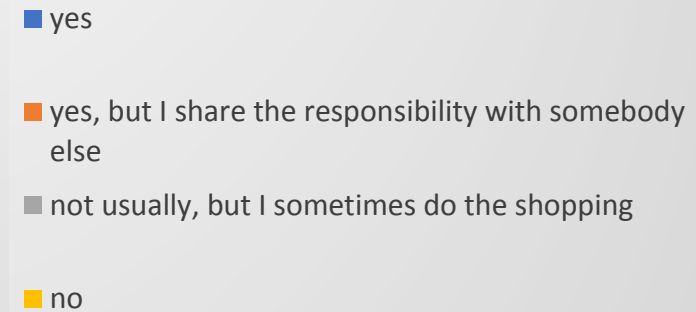 yes
yes, but I share the responsibility with somebody
else
not usually, but I sometimes do the shopping
no